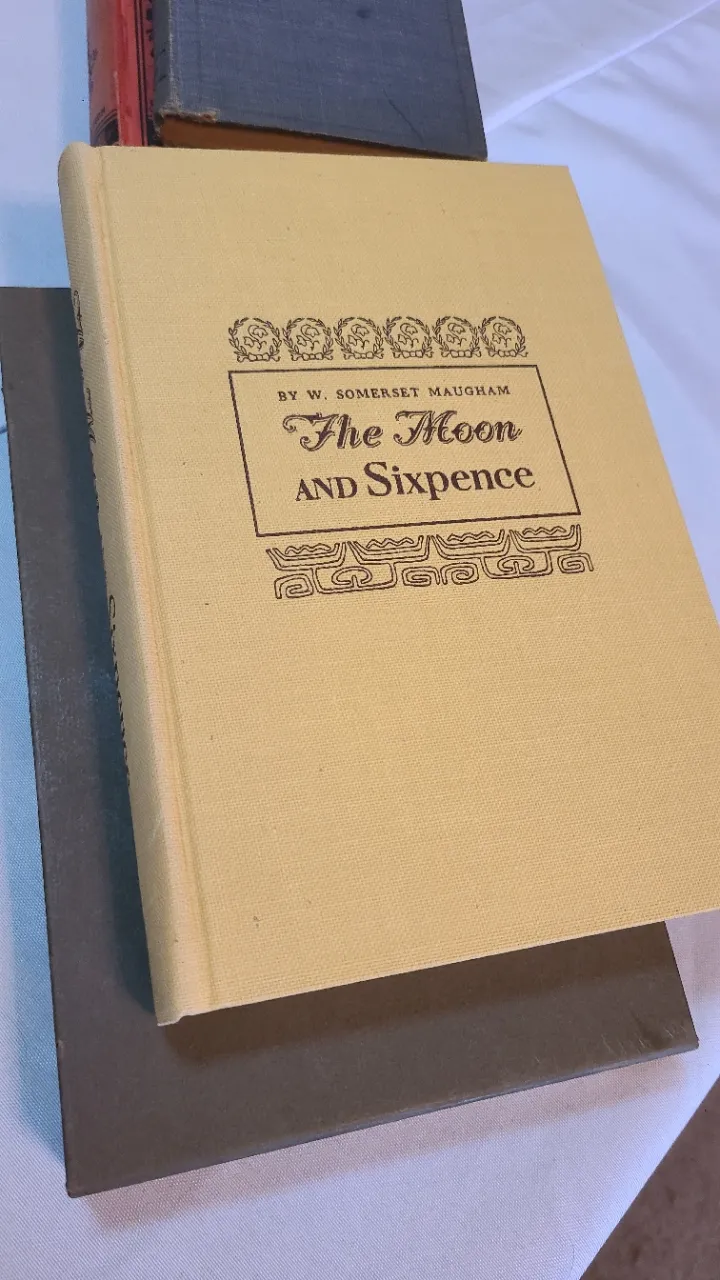 BY W. SOMERSET MAUGHAM
The Moon
AND Sixpence